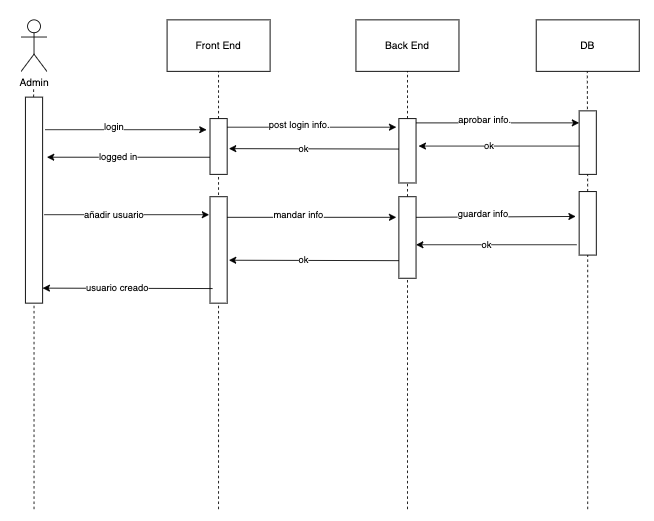 Front End
Back End
DB
Admin
login
post login info.
aprobar info.
logged in
ok
ok
añadir usuario
mandar info
guardar info
ok
ok
usuario creado